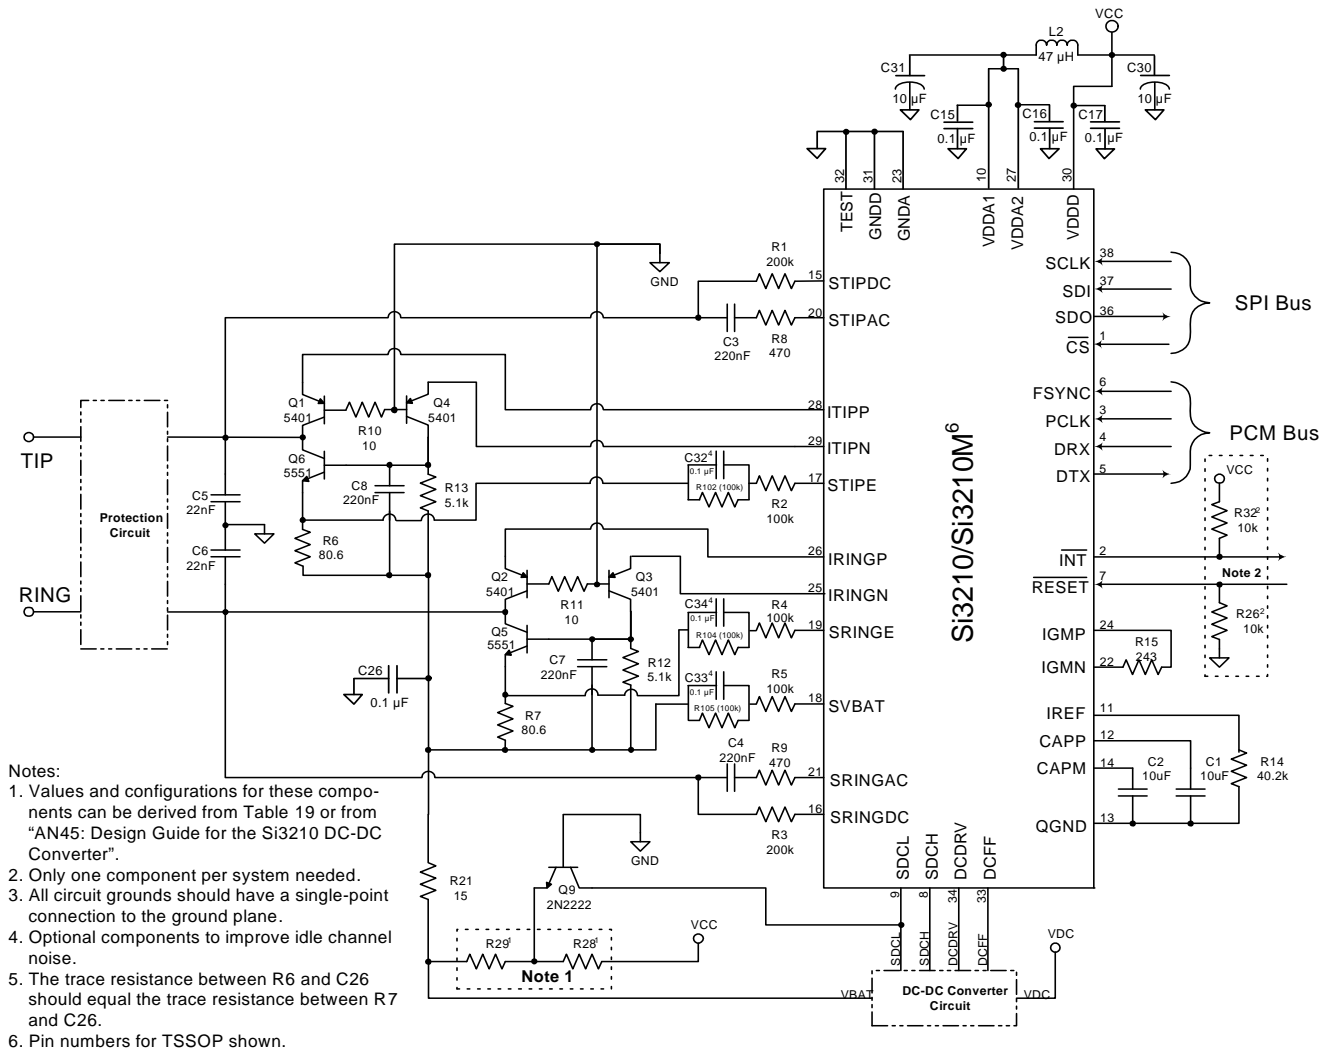 VCC
L2
47 µH
C31
10 µF
C30
10 µF
C15
0.1 µF
C16
0.1 µF
C17
0.1 µF
32
31
23
10
27
30
TEST
GNDD
GNDA
VDDA1
VDDA2
VDDD
GND
R1
200k
15
STIPDC
20
STIPAC
C3
220nF
R8
470
SCLK
38
SDI
37
SDO
36
CS
1
SPI Bus
FSYNC
6
PCLK
3
DRX
4
DTX
5
PCM Bus
TIP
RING
Protection
Circuit
Q1
5401
R10
10
Q4
5401
Q6
5551
C8
220nF
R13
5.1k
C5
22nF
C6
22nF
R6
80.6
28
ITIPP
29
ITIPN
C32⁴
0.1 µF
R102 (100k)
R2
100k
17
STIPE
Si3210/Si3210M⁶
VCC
R32²
10k
INT
2
Note 2
RESET
7
R26²
10k
26
IRINGP
25
IRINGN
Q2
5401
R11
10
Q3
5401
Q5
5551
C7
220nF
R12
5.1k
R7
80.6
C34⁴
0.1 µF
R104 (100k)
R4
100k
19
SRINGE
C33⁴
0.1 µF
R105 (100k)
R5
100k
18
SVBAT
C26
0.1 µF
IGMP
24
R15
243
IGMN
22
IREF
11
CAPP
12
CAPM
14
C2
10uF
C1
10uF
R14
40.2k
QGND
13
C4
220nF
R9
470
21
SRINGAC
16
SRINGDC
R3
200k
Notes:
1. Values and configurations for these compo-
nents can be derived from Table 19 or from
“AN45: Design Guide for the Si3210 DC-DC
Converter”.
2. Only one component per system needed.
3. All circuit grounds should have a single-point
connection to the ground plane.
4. Optional components to improve idle channel
noise.
5. The trace resistance between R6 and C26
should equal the trace resistance between R7
and C26.
6. Pin numbers for TSSOP shown.
R21
15
GND
Q9
2N2222
R29¹
R28¹
Note 1
VCC
SDCL
SDCH
DCDRV
DCFF
9
8
34
33
SDCL
SDCH
DCDRV
DCFF
VDC
VBAT
DC-DC Converter
Circuit
VDC